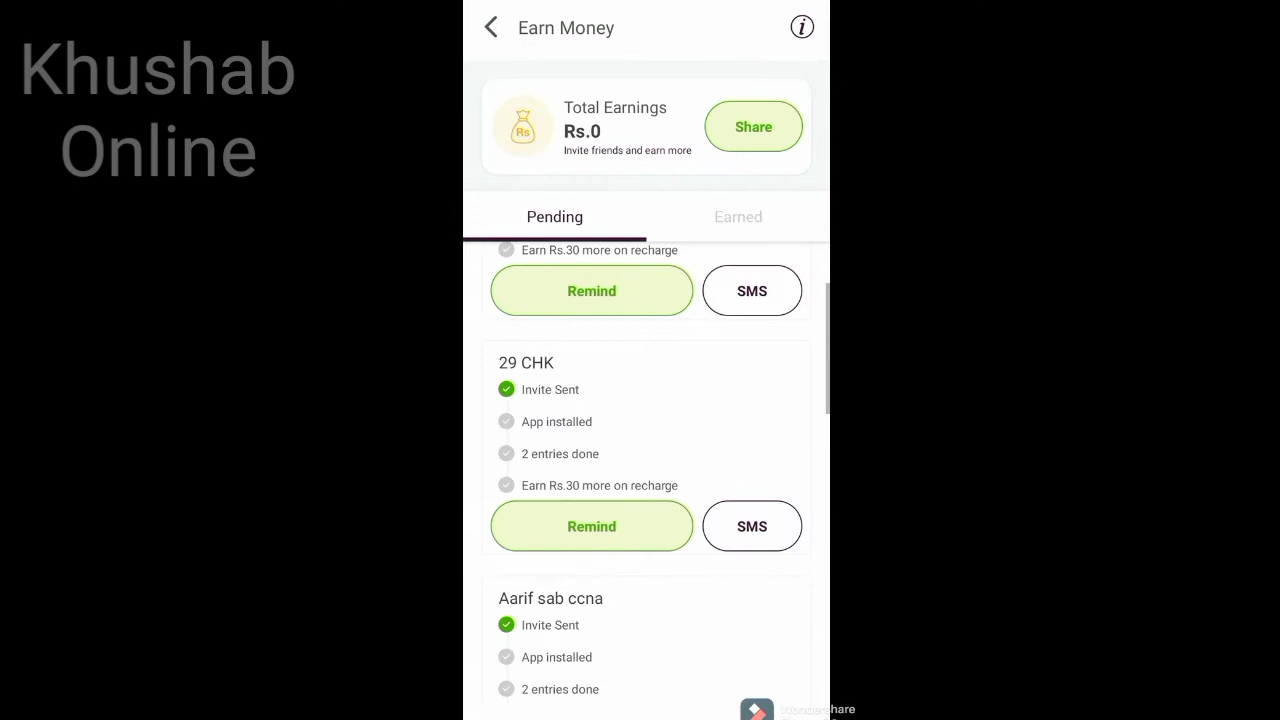 Khushab
Online
Earn Money
i
Total Earnings
Rs
Rs.0
Share
Invite friends and earn more
Pending
Earned
Earn Rs.30 more on recharge
Remind
SMS
29 CHK
Invite Sent
App installed
2 entries done
Earn Rs.30 more on recharge
Remind
SMS
Aarif sab ccna
Invite Sent
App installed
2 entries done
Wondershare